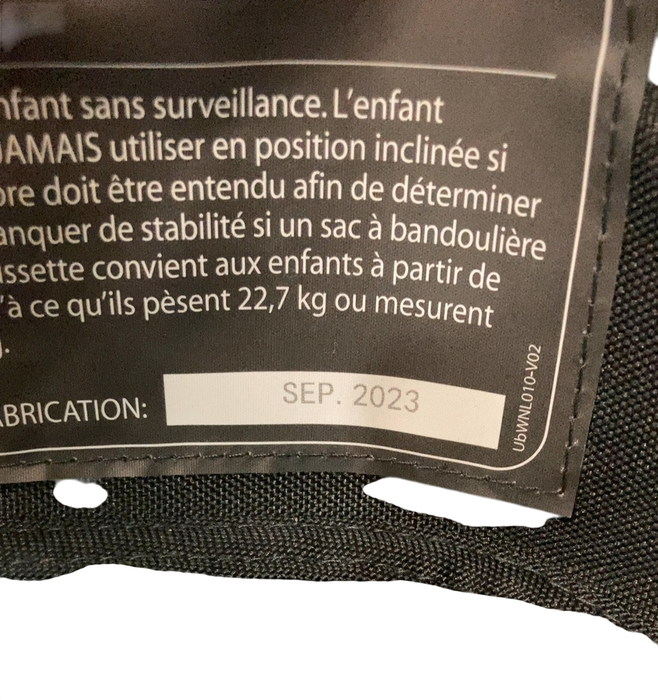 nfant sans surveillance. L'enfant
JAMAIS utiliser en position inclinée si
bre doit être entendu afin de déterminer
anquer de stabilité si un sac à bandoulière
ssette convient aux enfants à partir de
'à ce qu'ils pèsent 22,7 kg ou mesurent
ABRICATION: SEP. 2023
UbWNL010-V02